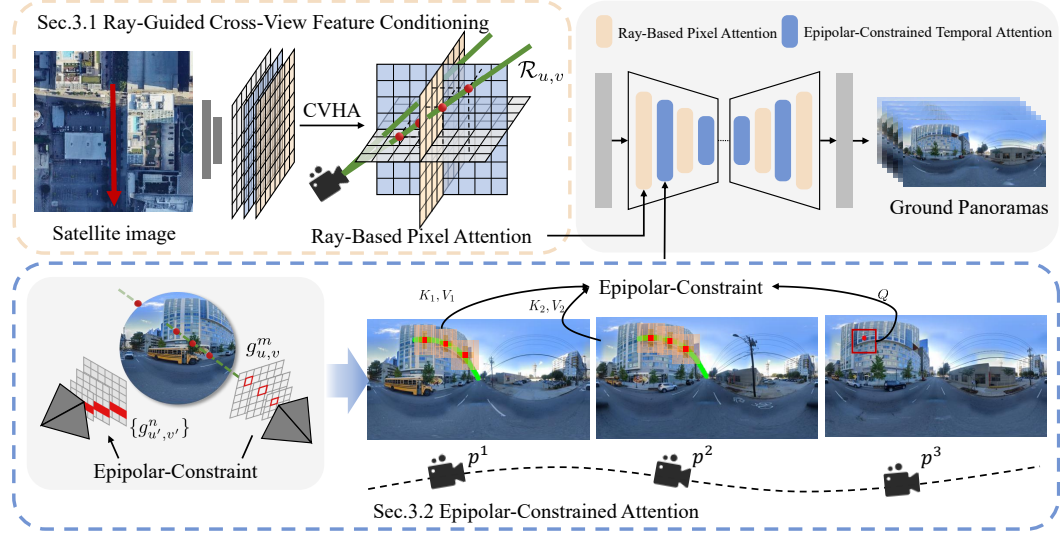 Sec.3.1 Ray-Guided Cross-View Feature Conditioning
CVHA
R_{u,v}
Satellite image
Ray-Based Pixel Attention
Ray-Based Pixel Attention
Epipolar-Constrained Temporal Attention
Ground Panoramas
g^m_{u,v}
{g^n_{u',v'}}
Epipolar-Constraint
Epipolar-Constraint
K_1, V_1
K_2, V_2
Q
p^1
p^2
p^3
Sec.3.2 Epipolar-Constrained Attention